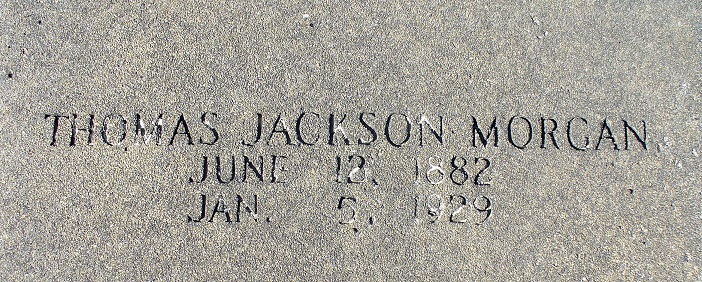 THOMAS JACKSON MORGAN
JUNE 12, 1882
JAN. 5, 1929